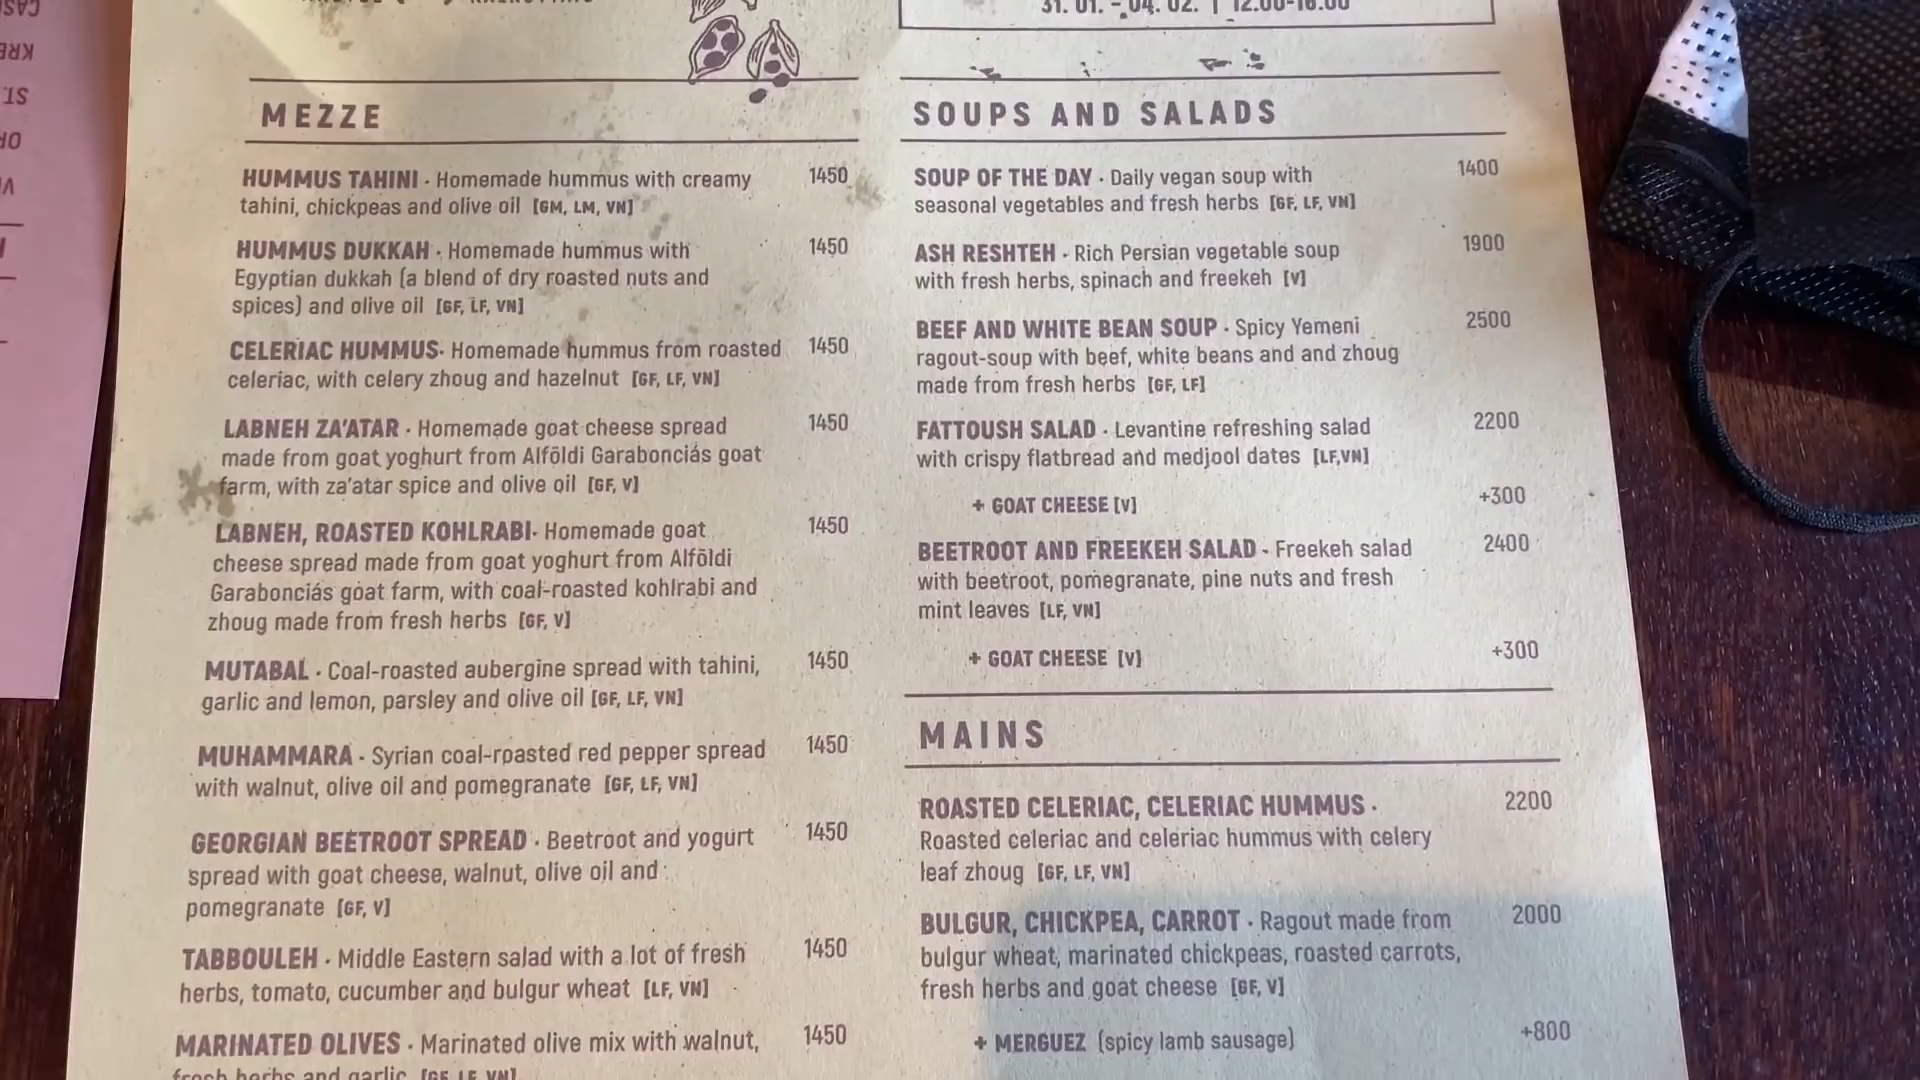 31. 01. - 04. 02. | 12.00-16.00
MEZZE
HUMMUS TAHINI · Homemade hummus with creamy 1450
tahini, chickpeas and olive oil [GM, LM, VN]
HUMMUS DUKKAH · Homemade hummus with 1450
Egyptian dukkah (a blend of dry roasted nuts and
spices) and olive oil [GF, LF, VN]
CELERIAC HUMMUS· Homemade hummus from roasted 1450
celeriac, with celery zhoug and hazelnut [GF, LF, VN]
LABNEH ZA'ATAR · Homemade goat cheese spread 1450
made from goat yoghurt from Alföldi Garabonciás goat
farm, with za'atar spice and olive oil [GF, V]
LABNEH, ROASTED KOHLRABI· Homemade goat 1450
cheese spread made from goat yoghurt from Alföldi
Garabonciás goat farm, with coal-roasted kohlrabi and
zhoug made from fresh herbs [GF, V]
MUTABAL · Coal-roasted aubergine spread with tahini, 1450
garlic and lemon, parsley and olive oil [GF, LF, VN]
MUHAMMARA · Syrian coal-roasted red pepper spread 1450
with walnut, olive oil and pomegranate [GF, LF, VN]
GEORGIAN BEETROOT SPREAD · Beetroot and yogurt 1450
spread with goat cheese, walnut, olive oil and
pomegranate [GF, V]
TABBOULEH · Middle Eastern salad with a lot of fresh 1450
herbs, tomato, cucumber and bulgur wheat [LF, VN]
MARINATED OLIVES · Marinated olive mix with walnut, 1450
fresh herbs and garlic [GF, LF, VN]
SOUPS AND SALADS
SOUP OF THE DAY · Daily vegan soup with 1400
seasonal vegetables and fresh herbs [GF, LF, VN]
ASH RESHTEH · Rich Persian vegetable soup 1900
with fresh herbs, spinach and freekeh [V]
BEEF AND WHITE BEAN SOUP · Spicy Yemeni 2500
ragout-soup with beef, white beans and and zhoug
made from fresh herbs [GF, LF]
FATTOUSH SALAD · Levantine refreshing salad 2200
with crispy flatbread and medjool dates [LF,VN]
+ GOAT CHEESE [V] +300
BEETROOT AND FREEKEH SALAD - Freekeh salad 2400
with beetroot, pomegranate, pine nuts and fresh
mint leaves [LF, VN]
+ GOAT CHEESE [V] +300
MAINS
ROASTED CELERIAC, CELERIAC HUMMUS · 2200
Roasted celeriac and celeriac hummus with celery
leaf zhoug [GF, LF, VN]
BULGUR, CHICKPEA, CARROT · Ragout made from 2000
bulgur wheat, marinated chickpeas, roasted carrots,
fresh herbs and goat cheese [GF, V]
+ MERGUEZ (spicy lamb sausage) +800